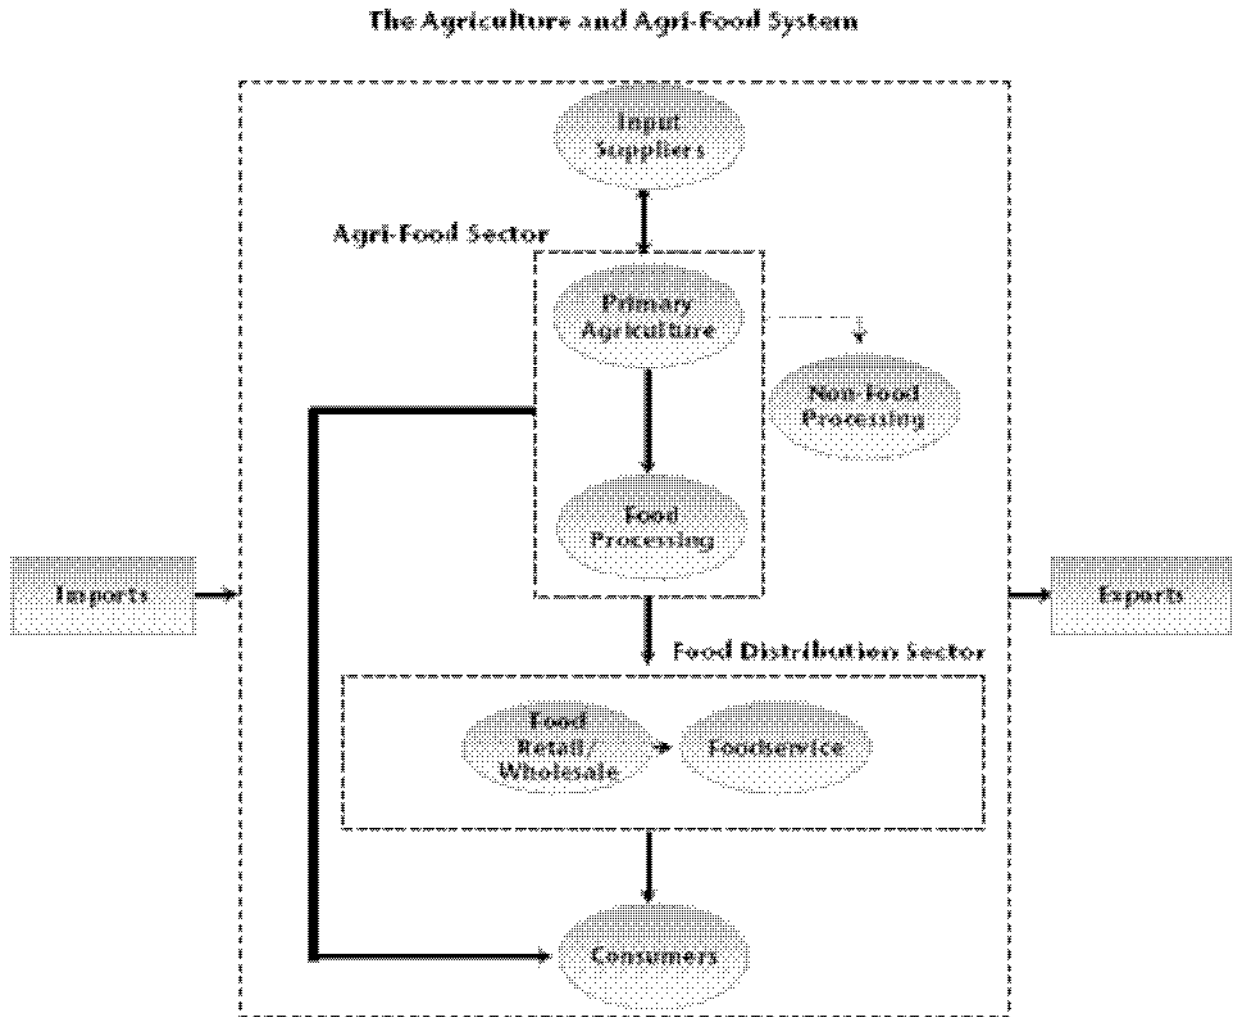 The Agriculture and Agri-Food System
Input
Suppliers
Agri-Food Sector
Primary
Agriculture
Non-Food
Processing
Food
Processing
Imports
Exports
Food Distribution Sector
Food
Retail/
Wholesale
Foodservice
Consumers